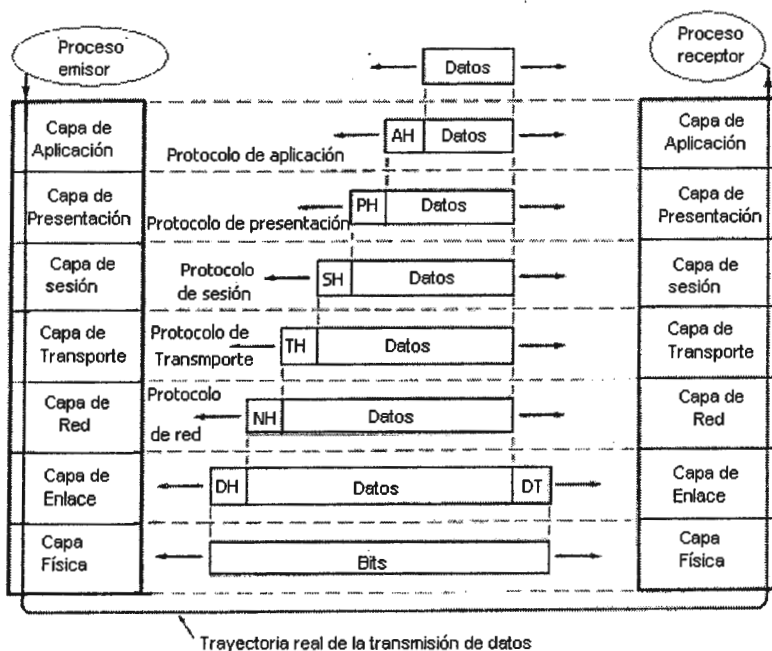 Proceso
emisor
Proceso
receptor
Datos
Capa de
Aplicación
Protocolo de aplicación
AH
Datos
Capa de
Aplicación
Capa de
Presentación
Protocolo de presentación
PH
Datos
Capa de
Presentación
Capa de
sesión
Protocolo
de sesión
SH
Datos
Capa de
sesión
Capa de
Transporte
Protocolo de
Transmporte
TH
Datos
Capa de
Transporte
Capa de
Red
Protocolo
de red
NH
Datos
Capa de
Red
Capa de
Enlace
DH
Datos
DT
Capa de
Enlace
Capa
Física
Bits
Capa
Física
Trayectoria real de la transmisión de datos